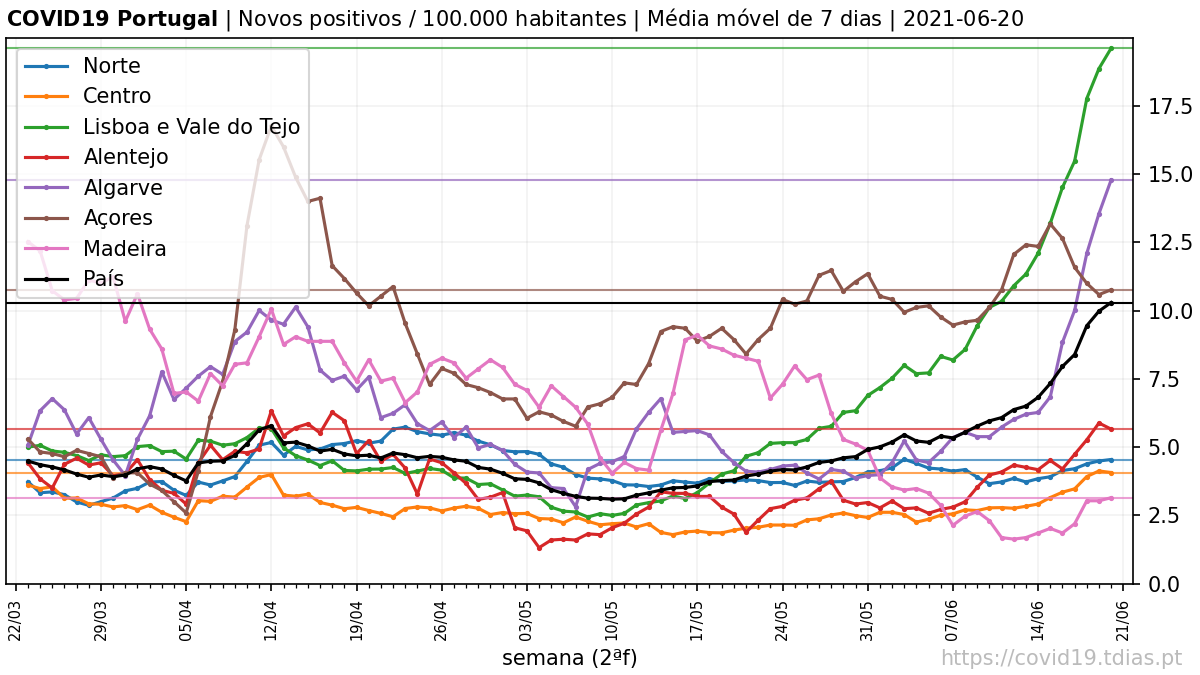 COVID19 Portugal | Novos positivos / 100.000 habitantes | Média móvel de 7 dias | 2021-06-20
Norte
Centro
Lisboa e Vale do Tejo
Alentejo
Algarve
Açores
Madeira
País
17.5
15.0
12.5
10.0
7.5
5.0
2.5
0.0
22/03
29/03
05/04
12/04
19/04
26/04
03/05
10/05
17/05
24/05
31/05
07/06
14/06
21/06
semana (2ªf)
https://covid19.tdias.pt